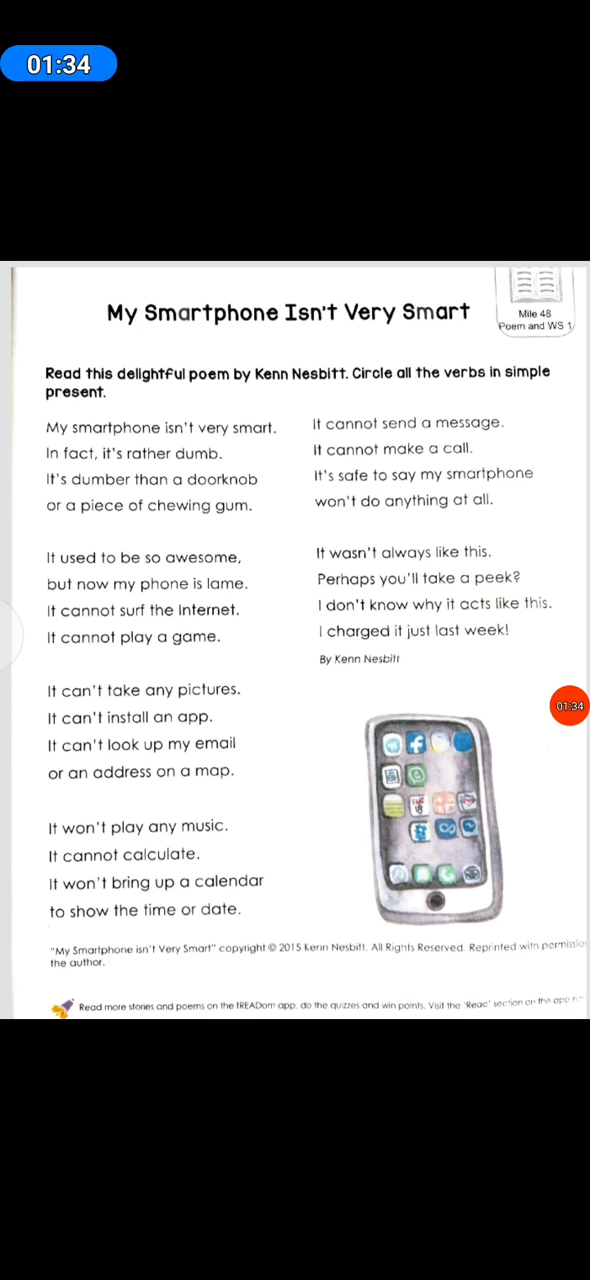 01:34
My Smartphone Isn't Very Smart
Mile 48
Poem and WS 1
Read this delightful poem by Kenn Nesbitt. Circle all the verbs in simple
present.
My smartphone isn't very smart.
In fact, it's rather dumb.
It's dumber than a doorknob
or a piece of chewing gum.
It used to be so awesome,
but now my phone is lame.
It cannot surf the Internet.
It cannot play a game.
It can't take any pictures.
It can't install an app.
It can't look up my email
or an address on a map.
It won't play any music.
It cannot calculate.
It won't bring up a calendar
to show the time or date.
It cannot send a message.
It cannot make a call.
It's safe to say my smartphone
won't do anything at all.
It wasn't always like this.
Perhaps you'll take a peek?
I don't know why it acts like this.
I charged it just last week!
By Kenn Nesbitt
01:34
"My Smartphone isn't Very Smart" copyright © 2015 Kenn Nesbitt. All Rights Reserved. Reprinted with
the author.
Read more stories and poems on the fREADom app, do the quizzes and win points. Visit the 'Read' section on the app